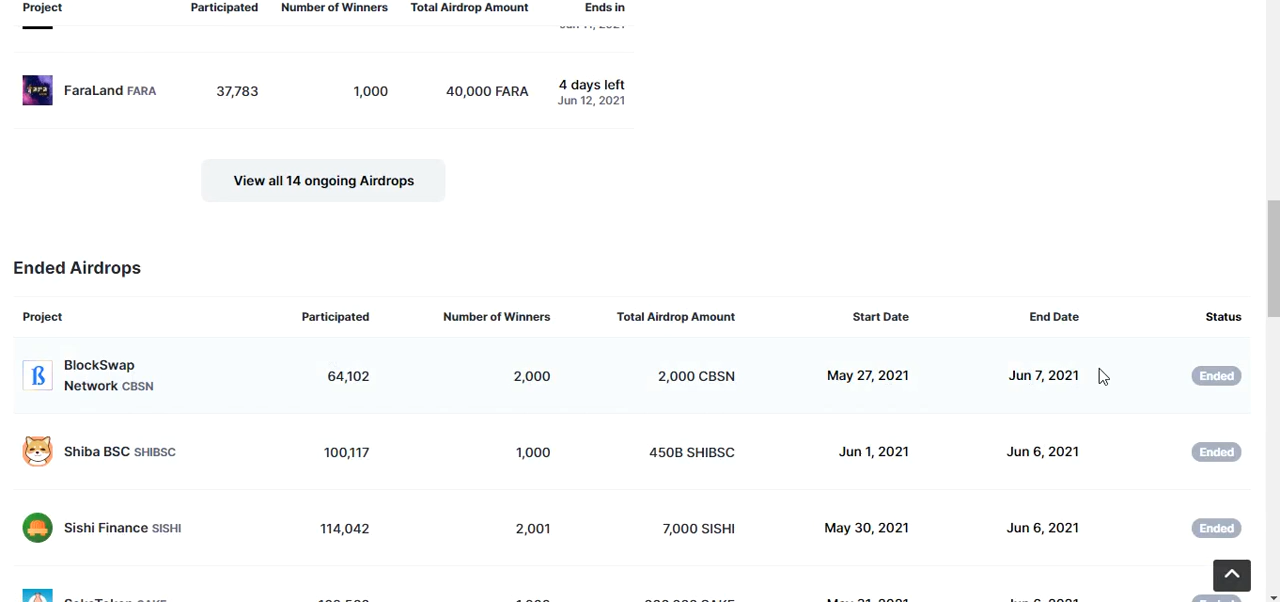 Project Participated Number of Winners Total Airdrop Amount Ends in
FaraLand FARA 37,783 1,000 40,000 FARA 4 days left
Jun 12, 2021
View all 14 ongoing Airdrops
Ended Airdrops
Project Participated Number of Winners Total Airdrop Amount Start Date End Date Status
BlockSwap
Network CBSN 64,102 2,000 2,000 CBSN May 27, 2021 Jun 7, 2021 Ended
Shiba BSC SHIBSC 100,117 1,000 450B SHIBSC Jun 1, 2021 Jun 6, 2021 Ended
Sishi Finance SISHI 114,042 2,001 7,000 SISHI May 30, 2021 Jun 6, 2021 Ended